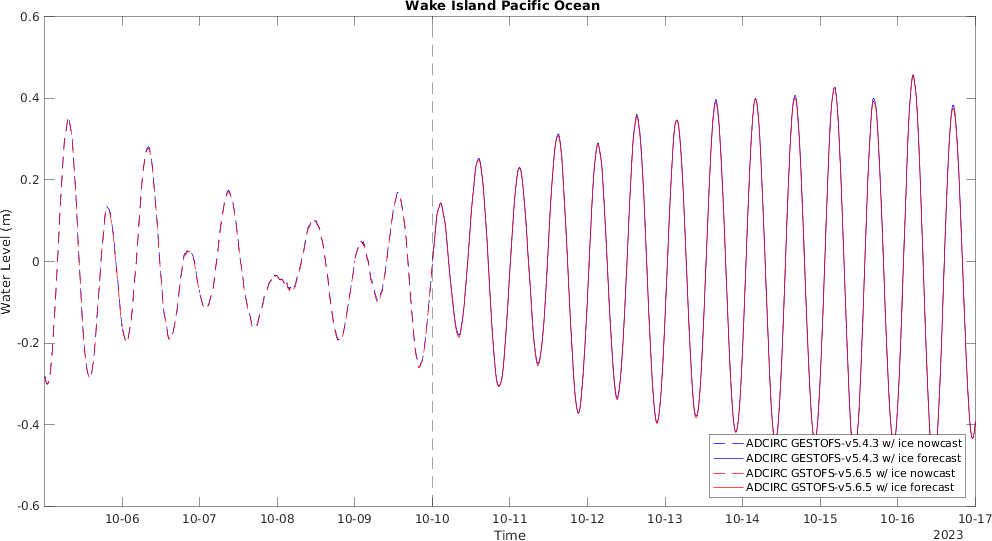 Wake Island Pacific Ocean
0.6
0.4
0.2
0
-0.2
-0.4
-0.6
Water Level (m)
ADCIRC GESTOFS-v5.4.3 w/ ice nowcast
ADCIRC GESTOFS-v5.4.3 w/ ice forecast
ADCIRC GSTOFS-v5.6.5 w/ ice nowcast
ADCIRC GSTOFS-v5.6.5 w/ ice forecast
10-06 10-07 10-08 10-09 10-10 10-11 10-12 10-13 10-14 10-15 10-16 10-17
Time
2023